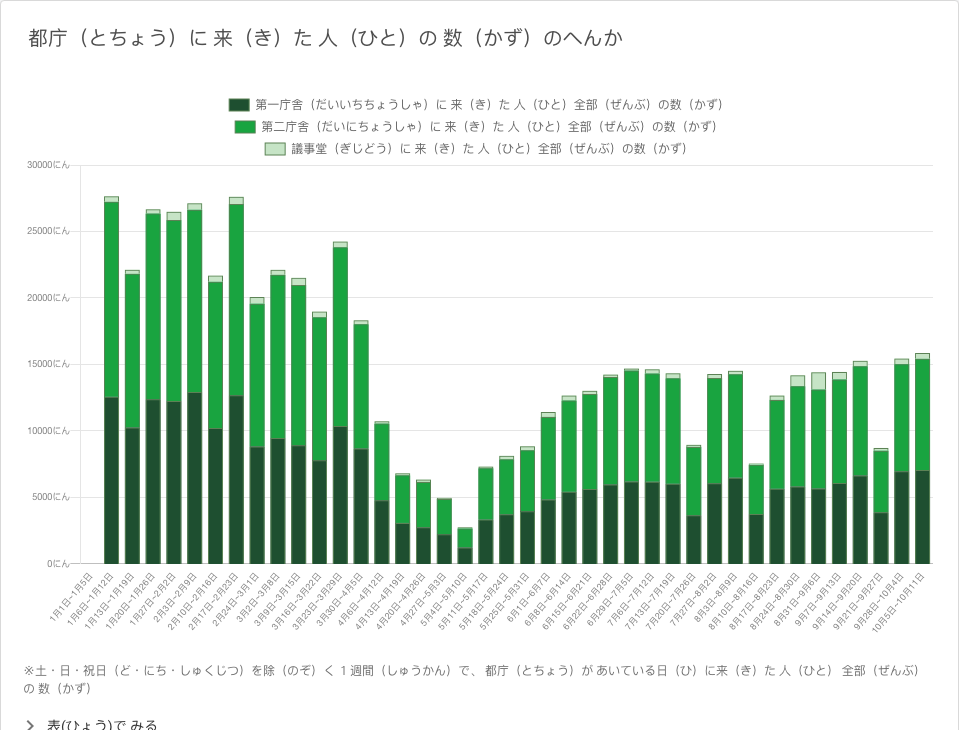 都庁（とちょう）に 来（き）た 人（ひと）の 数（かず）のへんか
第一庁舎（だいいちちょうしゃ）に 来（き）た 人（ひと）全部（ぜんぶ）の数（かず）
第二庁舎（だいにちょうしゃ）に 来（き）た 人（ひと）全部（ぜんぶ）の数（かず）
議事堂（ぎじどう）に 来（き）た 人（ひと）全部（ぜんぶ）の数（かず）
30000にん
25000にん
20000にん
15000にん
10000にん
5000にん
0にん
1月1日~1月5日
1月6日~1月12日
1月13日~1月19日
1月20日~1月26日
1月27日~2月2日
2月3日~2月9日
2月10日~2月16日
2月17日~2月23日
2月24日~3月1日
3月2日~3月8日
3月9日~3月15日
3月16日~3月22日
3月23日~3月29日
3月30日~4月5日
4月6日~4月12日
4月13日~4月19日
4月20日~4月26日
4月27日~5月3日
5月4日~5月10日
5月11日~5月17日
5月18日~5月24日
5月25日~5月31日
6月1日~6月7日
6月8日~6月14日
6月15日~6月21日
6月22日~6月28日
6月29日~7月5日
7月6日~7月12日
7月13日~7月19日
7月20日~7月26日
7月27日~8月2日
8月3日~8月9日
8月10日~8月16日
8月17日~8月23日
8月24日~8月30日
8月31日~9月6日
9月7日~9月13日
9月14日~9月20日
9月21日~9月27日
9月28日~10月4日
10月5日~10月11日
※土・日・祝日（ど・にち・しゅくじつ）を除（のぞ）く 1 週間（しゅうかん）で、 都庁（とちょう）が あいている日（ひ）に来（き）た 人（ひと） 全部（ぜんぶ）
の 数（かず）
表(ひょう)で みる